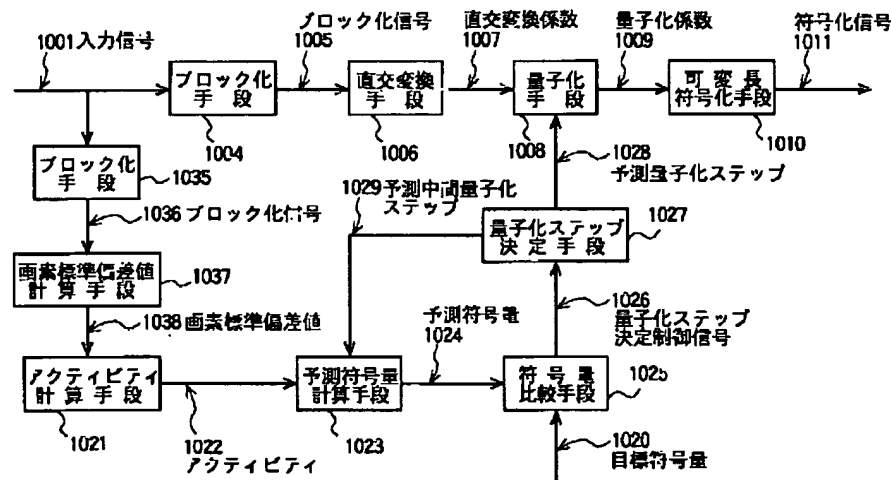 1001入力信号
ブロック化信号
1005
直交変換係数
1007
量子化係数
1009
符号化信号
1011
ブロック化
手段
1004
直交変換
手段
1006
量子化
手段
1008
可変長
符号化手段
1010
ブロック化
手段
1035
1036ブロック化信号
1029予測中間量子化
ステップ
1028
予測量子化ステップ
量子化ステップ
決定手段
1027
画素標準偏差値
計算手段
1037
1038画素標準偏差値
予測符号量
1024
1026
量子化ステップ
決定制御信号
アクティビティ
計算手段
1021
1022
アクティビティ
予測符号量
計算手段
1023
符号量
比較手段
1025
1020
目標符号量